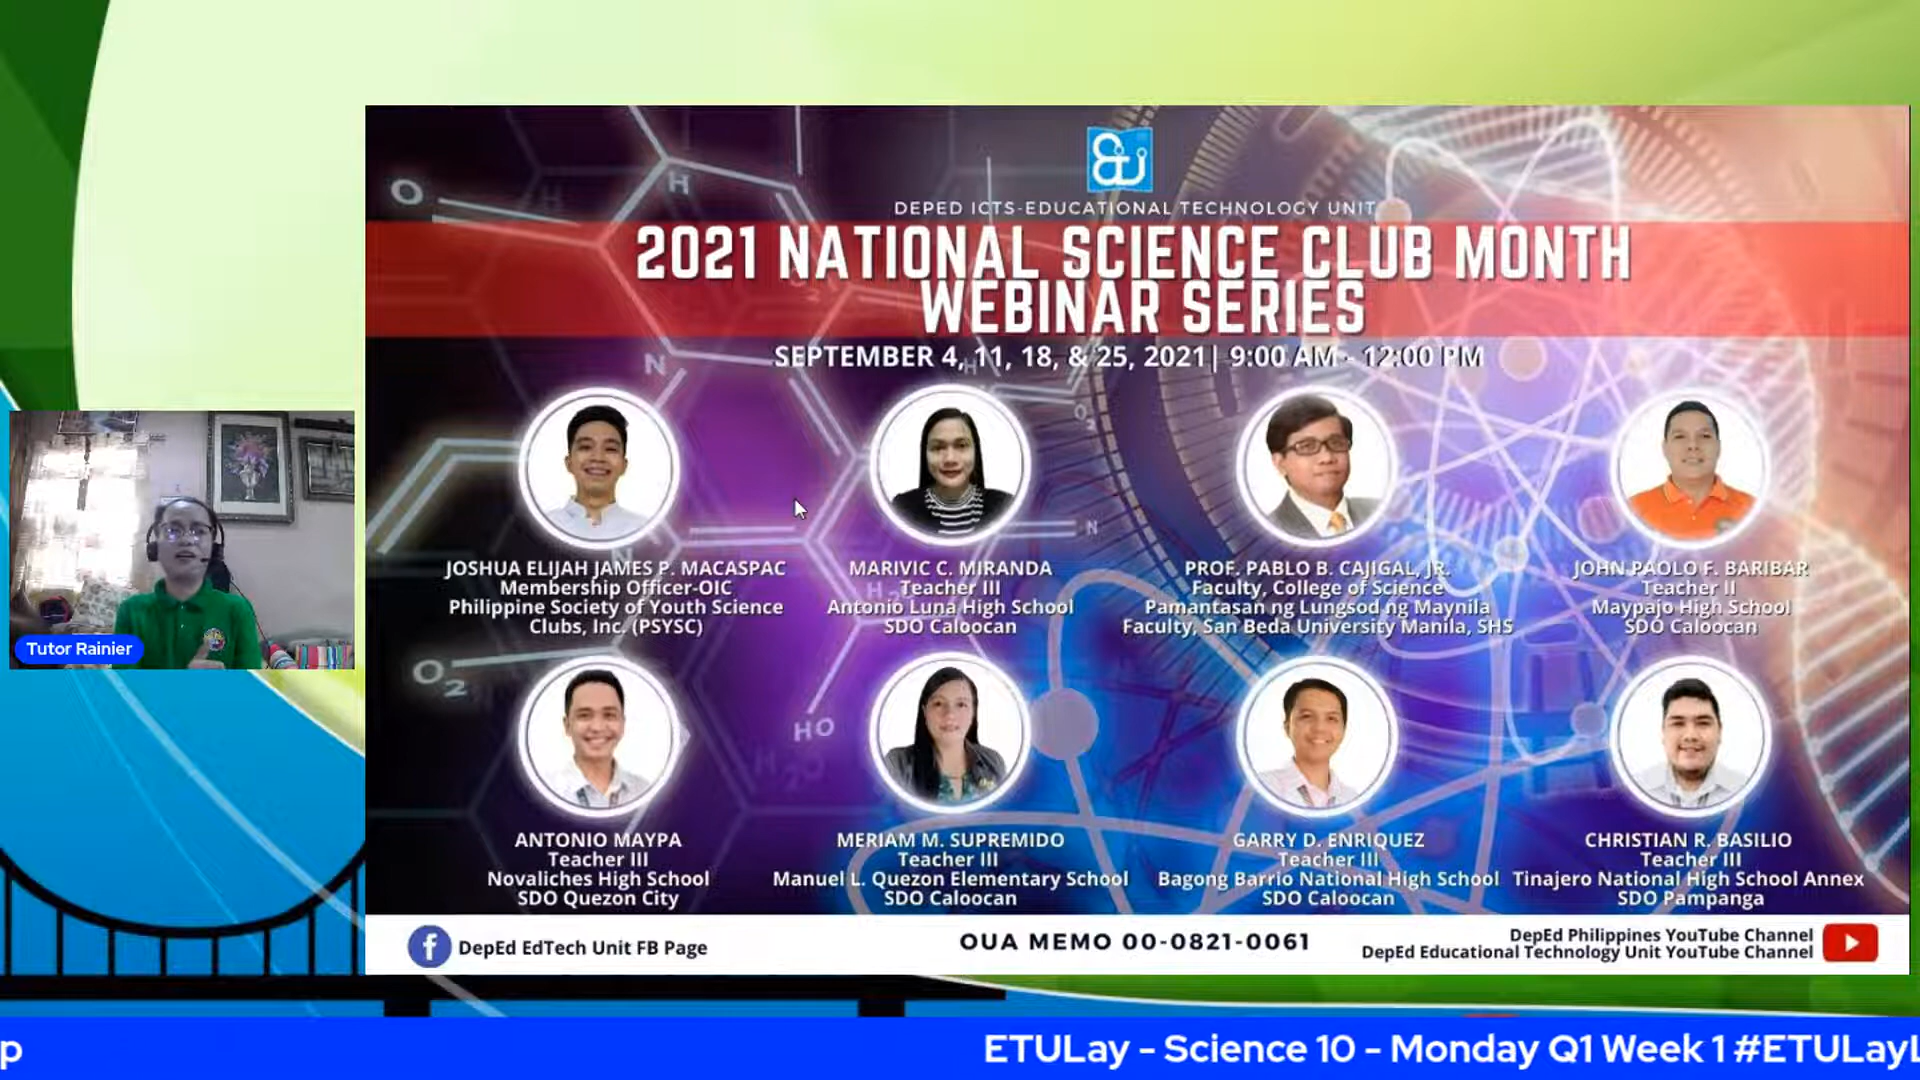 DEPED ICTS-EDUCATIONAL TECHNOLOGY UNIT
2021 NATIONAL SCIENCE CLUB MONTH
WEBINAR SERIES
SEPTEMBER 4, 11, 18, & 25, 2021| 9:00 AM - 12:00 PM
JOSHUA ELIJAH JAMES P. MACASPAC
Membership Officer-OIC
Philippine Society of Youth Science
Clubs, Inc. (PSYSC)
MARIVIC C. MIRANDA
Teacher III
Antonio Luna High School
SDO Caloocan
PROF. PABLO B. CAJIGAL, JR.
Faculty, College of Science
Pamantasan ng Lungsod ng Maynila
Faculty, San Beda University Manila, SHS
JOHN PAOLO F. BARIBAR
Teacher II
Maypajo High School
SDO Caloocan
Tutor Rainier
ANTONIO MAYPA
Teacher III
Novaliches High School
SDO Quezon City
MERIAM M. SUPREMIDO
Teacher III
Manuel L. Quezon Elementary School
SDO Caloocan
GARRY D. ENRIQUEZ
Teacher III
Bagong Barrio National High School
SDO Caloocan
CHRISTIAN R. BASILIO
Teacher III
Tinajero National High School Annex
SDO Pampanga
O
H
N
O2
HO
H2O
N
DepEd EdTech Unit FB Page
OUA MEMO 00-0821-0061
DepEd Philippines YouTube Channel
DepEd Educational Technology Unit YouTube Channel
p
ETULay - Science 10 - Monday Q1 Week 1 #ETULayL